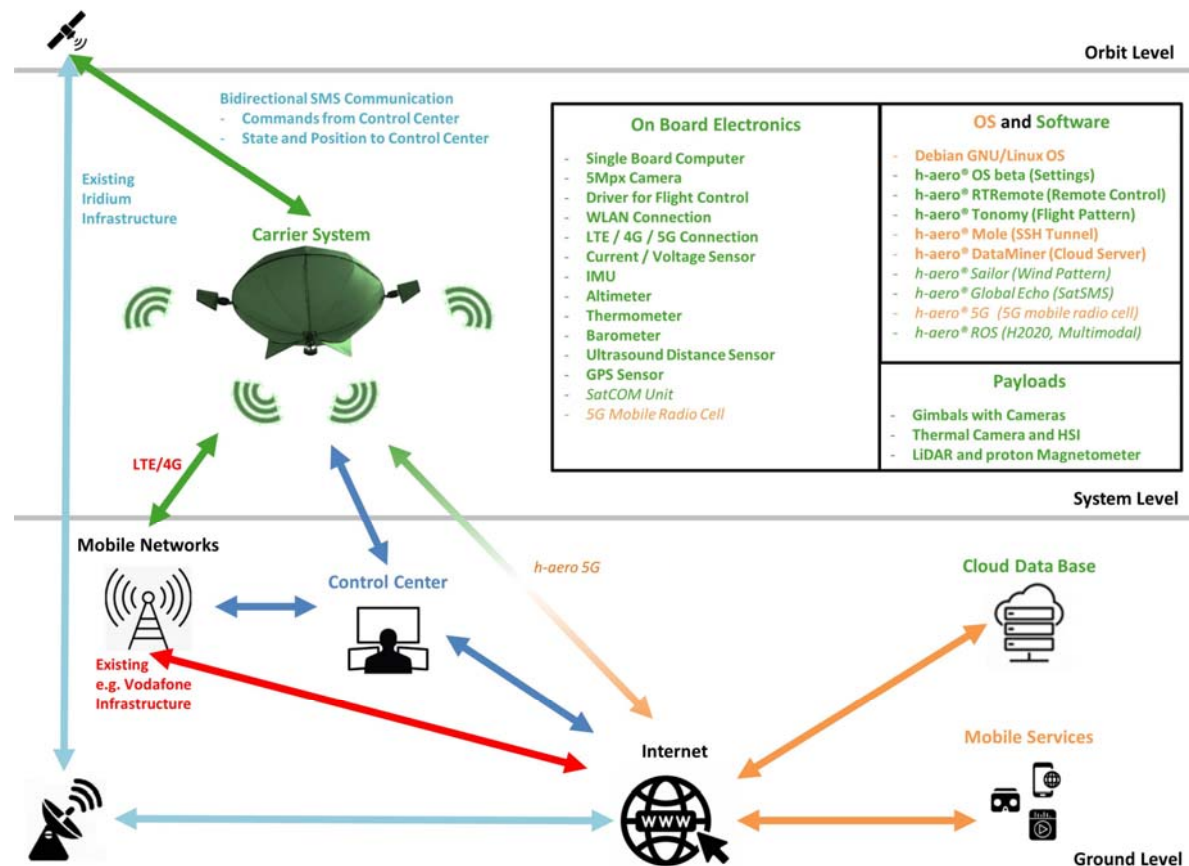 Orbit Level
Bidirectional SMS Communication
- Commands from Control Center
- State and Position to Control Center
Existing
Iridium
Infrastructure
Carrier System
On Board Electronics
- Single Board Computer
- 5Mpx Camera
- Driver for Flight Control
- WLAN Connection
- LTE / 4G / 5G Connection
- Current / Voltage Sensor
- IMU
- Altimeter
- Thermometer
- Barometer
- Ultrasound Distance Sensor
- GPS Sensor
- SatCOM Unit
- 5G Mobile Radio Cell
OS and Software
- Debian GNU/Linux OS
- h-aero® OS beta (Settings)
- h-aero® RTRemote (Remote Control)
- h-aero® Tonomy (Flight Pattern)
- h-aero® Mole (SSH Tunnel)
- h-aero® DataMiner (Cloud Server)
- h-aero® Sailor (Wind Pattern)
- h-aero® Global Echo (SatSMS)
- h-aero® 5G (5G mobile radio cell)
- h-aero® ROS (H2020, Multimodal)
Payloads
- Gimbals with Cameras
- Thermal Camera and HSI
- LiDAR and proton Magnetometer
LTE/4G
System Level
Mobile Networks
Control Center
h-aero 5G
Cloud Data Base
Existing
e.g. Vodafone
Infrastructure
Internet
WWW
Mobile Services
Ground Level